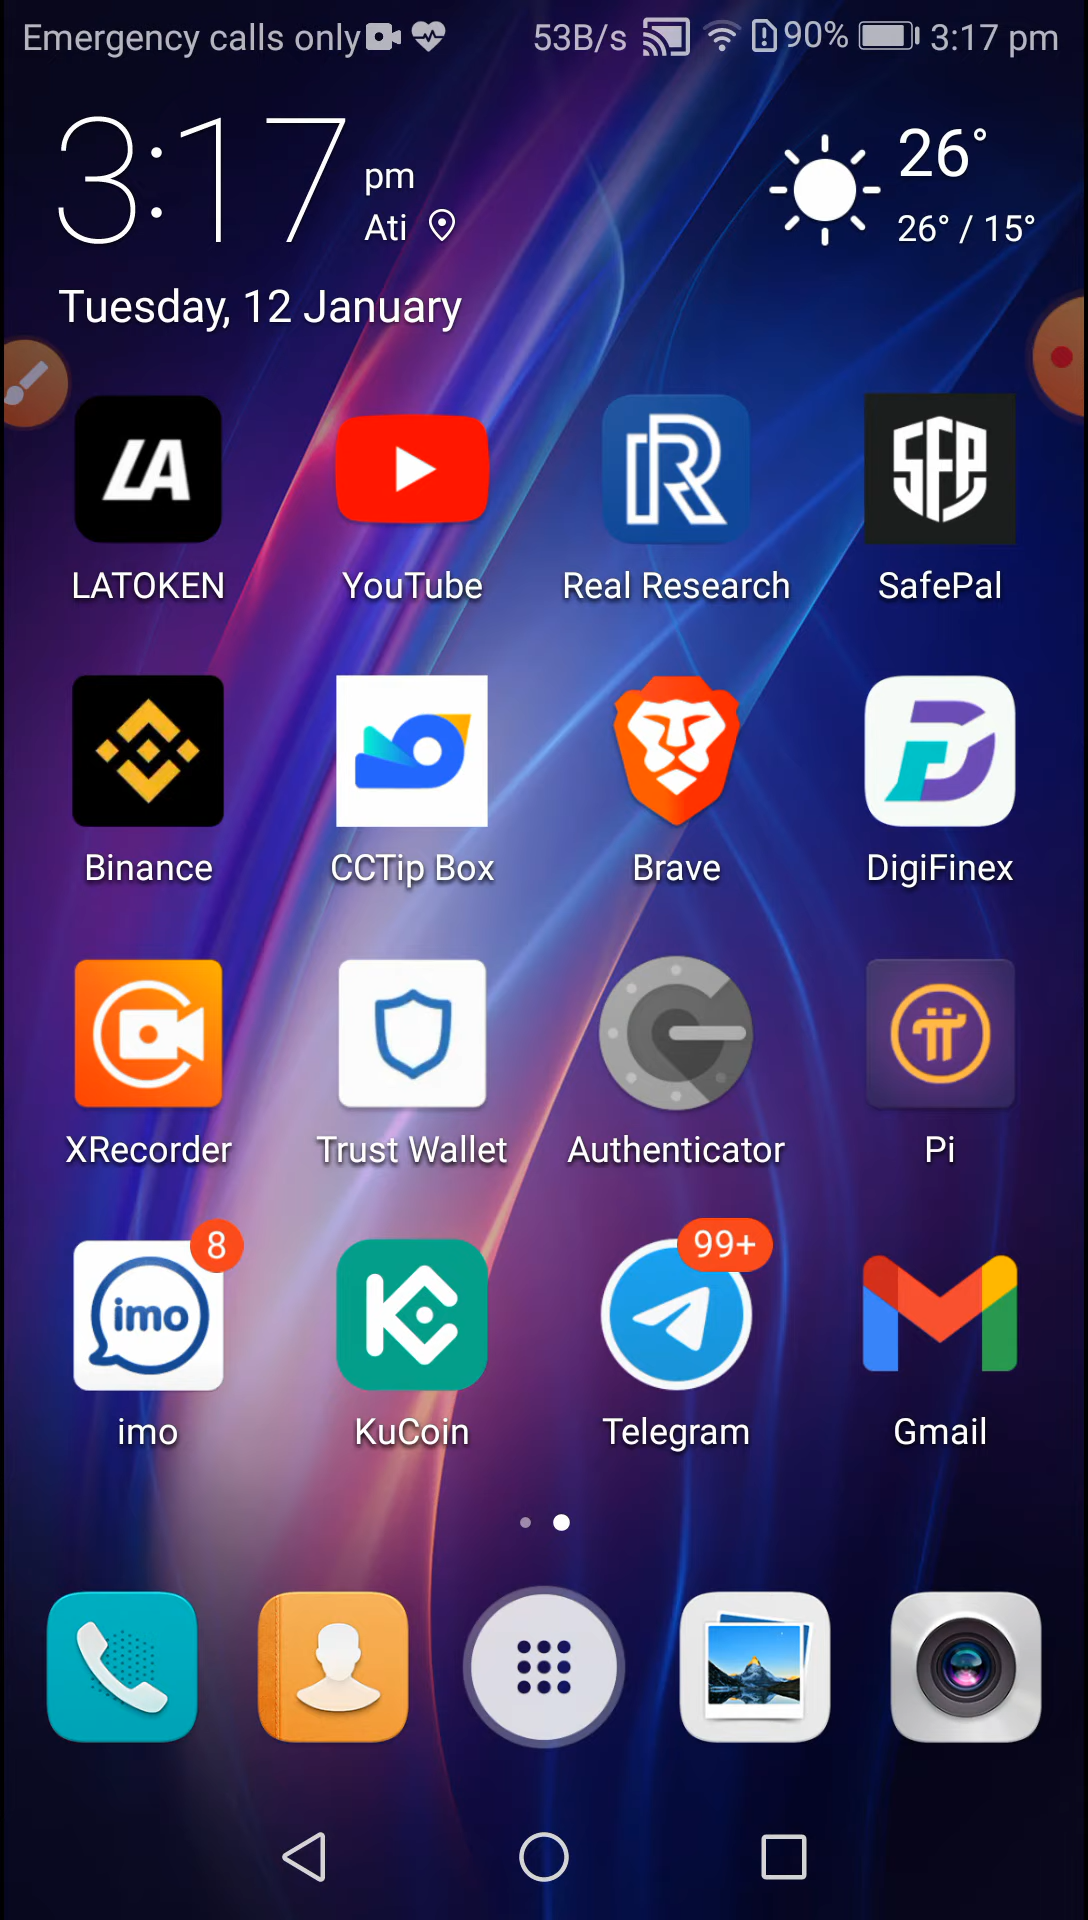 Emergency calls only 53B/s 90% 3:17 pm
3:17 pm
26°
Ati
26° / 15°
Tuesday, 12 January
LA
R
SFP
LATOKEN YouTube Real Research SafePal
Binance CCTip Box Brave DigiFinex
XRecorder Trust Wallet Authenticator Pi
8 99+
imo
imo KuCoin Telegram Gmail